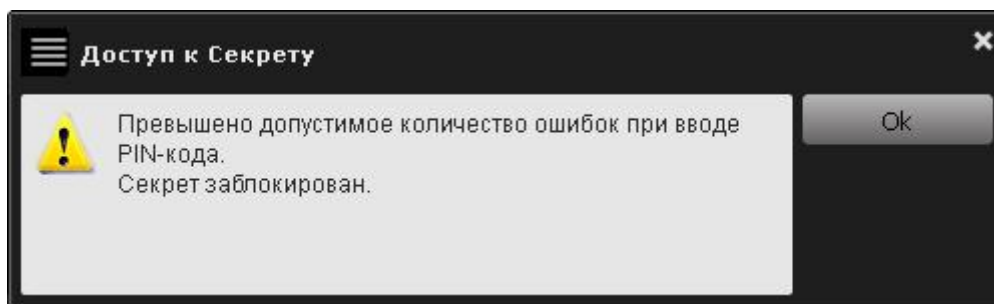 Доступ к Секрету
Превышено допустимое количество ошибок при вводе
PIN-кода.
Секрет заблокирован.
Ok